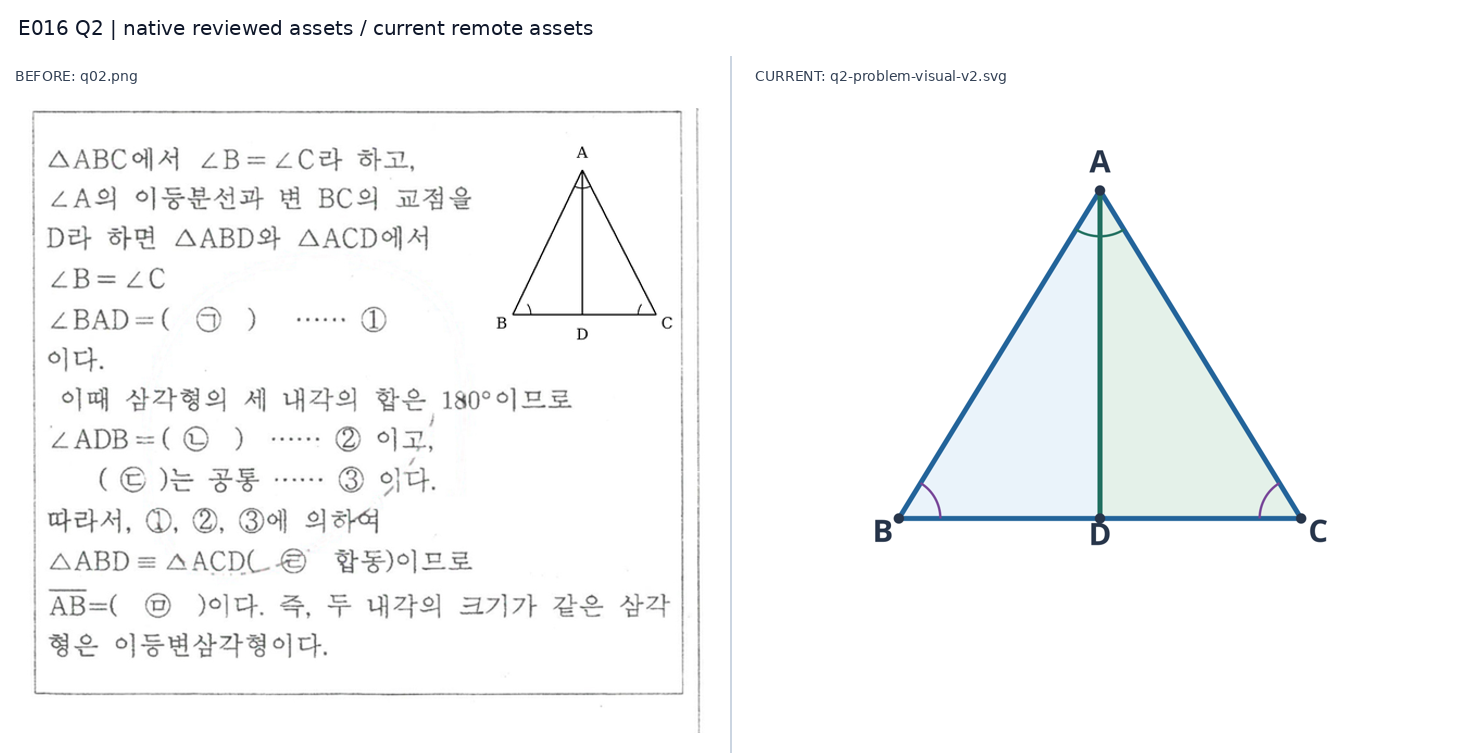 E016 Q2 | native reviewed assets / current remote assets
BEFORE: q02.png
△ABC에서 ∠B=∠C라 하고,
∠A의 이등분선과 변 BC의 교점을
D라 하면 △ABD와 △ACD에서
∠B=∠C
∠BAD=( ㉠ ) …… ①
이다.
이때 삼각형의 세 내각의 합은 180°이므로
∠ADB=( ㉡ ) …… ② 이고,
( ㉢ )는 공통 …… ③ 이다.
따라서, ①, ②, ③에 의하여
△ABD≡△ACD( ㉣ 합동)이므로
A̅B̅=( ㉤ )이다. 즉, 두 내각의 크기가 같은 삼각
형은 이등변삼각형이다.
A
B
D
C
CURRENT: q2-problem-visual-v2.svg
A
B
D
C